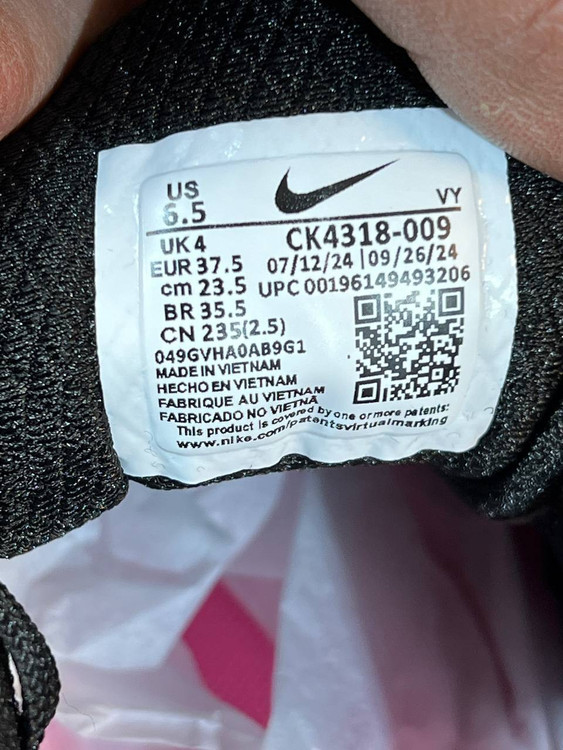 US
6.5
VY
UK 4
CK4318-009
EUR 37.5
07/12/24 | 09/26/24
cm 23.5
UPC 00196149493206
BR 35.5
CN 235(2.5)
049GVHA0AB9G1
MADE IN VIETNAM
HECHO EN VIETNAM
FABRIQUE AU VIETNAM
FABRICADO NO VIETNÃ
This product is covered by one or more patents:
www.nike.com/patentsvirtualmarking